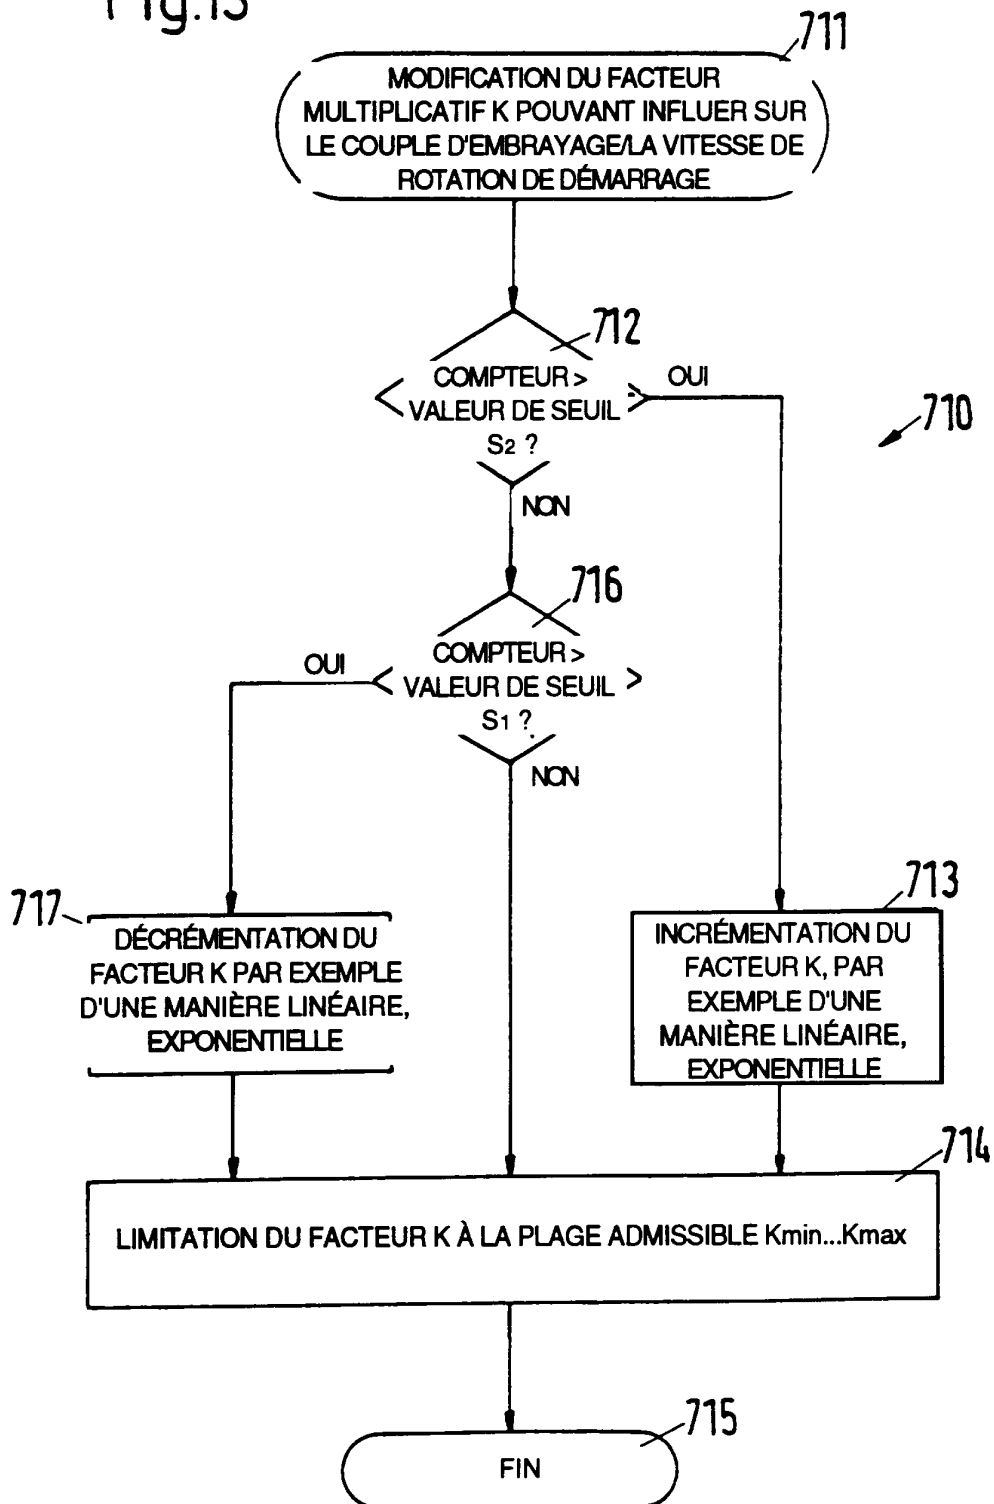 Fig.15
711
MODIFICATION DU FACTEUR
MULTIPLICATIF K POUVANT INFLUER SUR
LE COUPLE D'EMBRAYAGE/LA VITESSE DE
ROTATION DE DÉMARRAGE
712
COMPTEUR >
VALEUR DE SEUIL
S2 ?
OUI
710
NON
716
COMPTEUR >
VALEUR DE SEUIL
S1 ?
OUI
NON
717
DÉCRÉMENTATION DU
FACTEUR K PAR EXEMPLE
D'UNE MANIÈRE LINÉAIRE,
EXPONENTIELLE
713
INCRÉMENTATION DU
FACTEUR K, PAR
EXEMPLE D'UNE
MANIÈRE LINÉAIRE,
EXPONENTIELLE
714
LIMITATION DU FACTEUR K À LA PLAGE ADMISSIBLE Kmin...Kmax
715
FIN